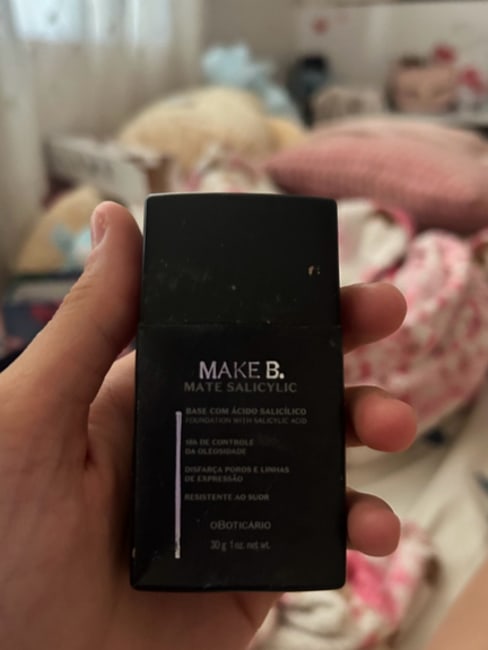 MAKE B.
MATE SALICYLIC
BASE COM ÁCIDO SALICÍLICO
FOUNDATION WITH SALICYLIC ACID
18h DE CONTROLE
DA OLEOSIDADE
DISFARÇA POROS E LINHAS
DE EXPRESSÃO
RESISTENTE AO SUOR
OBOTICÁRIO
30 g 1 oz. net wt.